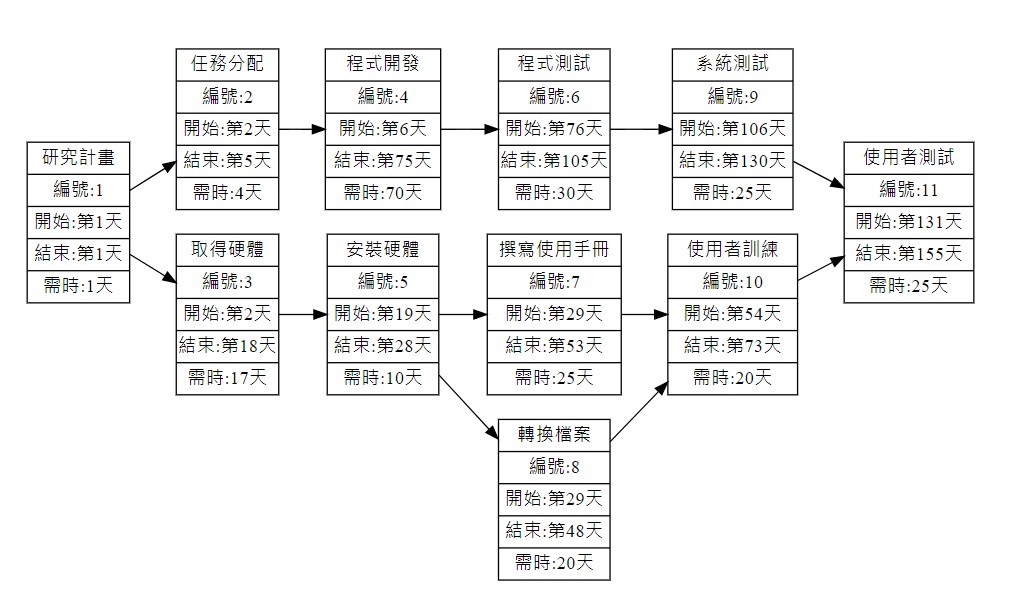 研究計畫
編號:1
開始:第1天
結束:第1天
需時:1天
任務分配
編號:2
開始:第2天
結束:第5天
需時:4天
程式開發
編號:4
開始:第6天
結束:第75天
需時:70天
程式測試
編號:6
開始:第76天
結束:第105天
需時:30天
系統測試
編號:9
開始:第106天
結束:第130天
需時:25天
取得硬體
編號:3
開始:第2天
結束:第18天
需時:17天
安裝硬體
編號:5
開始:第19天
結束:第28天
需時:10天
撰寫使用手冊
編號:7
開始:第29天
結束:第53天
需時:25天
轉換檔案
編號:8
開始:第29天
結束:第48天
需時:20天
使用者訓練
編號:10
開始:第54天
結束:第73天
需時:20天
使用者測試
編號:11
開始:第131天
結束:第155天
需時:25天